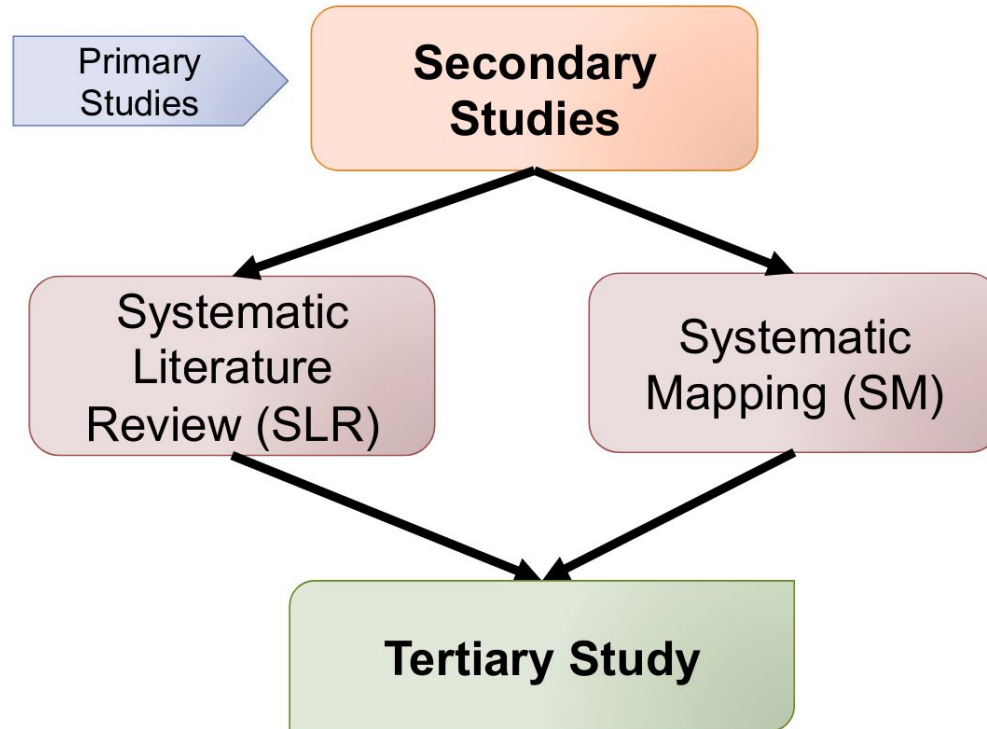 Primary
Studies
Secondary
Studies
Systematic
Literature
Review (SLR)
Systematic
Mapping (SM)
Tertiary Study